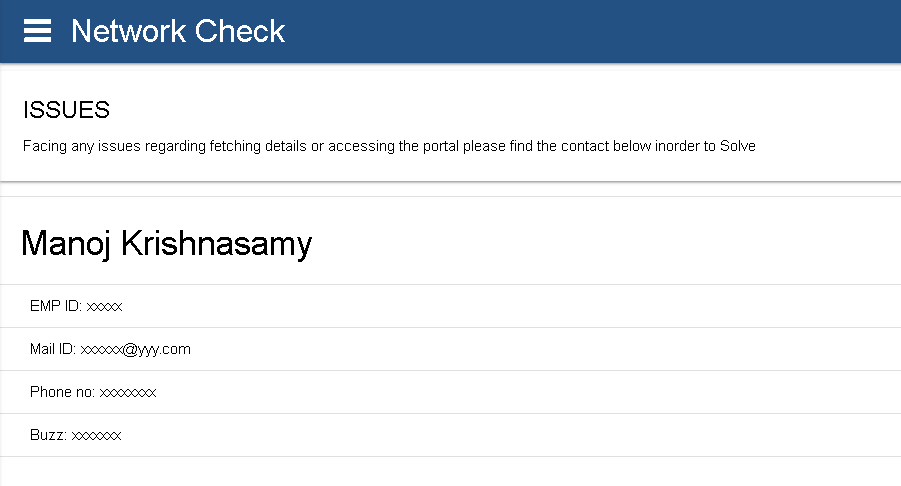 Network Check
ISSUES
Facing any issues regarding fetching details or accessing the portal please find the contact below inorder to Solve
Manoj Krishnasamy
EMP ID: xxxxx
Mail ID: xxxxxx@yyy.com
Phone no: xxxxxxxx
Buzz: xxxxxxx